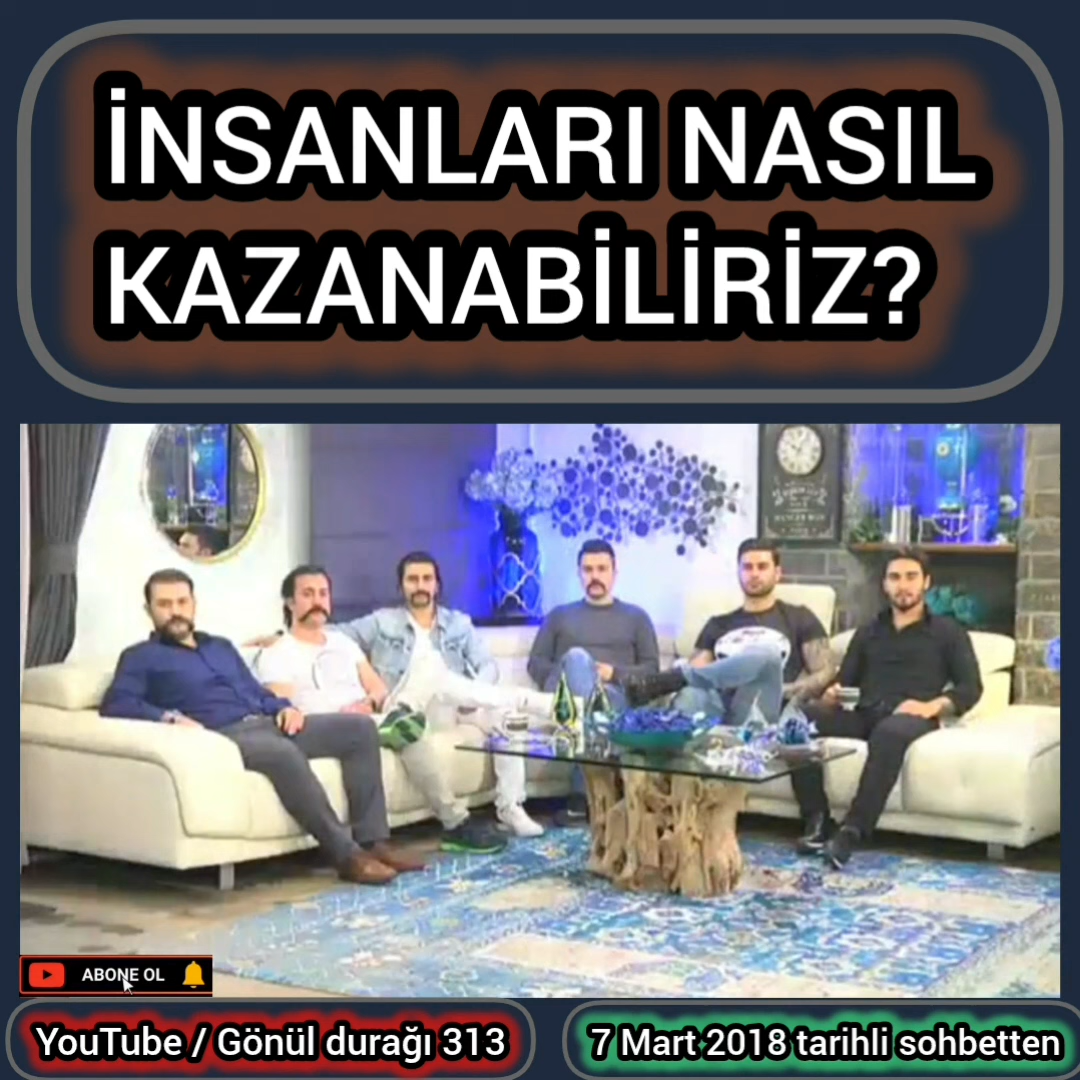 İNSANLARI NASIL
KAZANABİLİRİZ?
ABONE OL
YouTube / Gönül durağı 313
7 Mart 2018 tarihli sohbetten